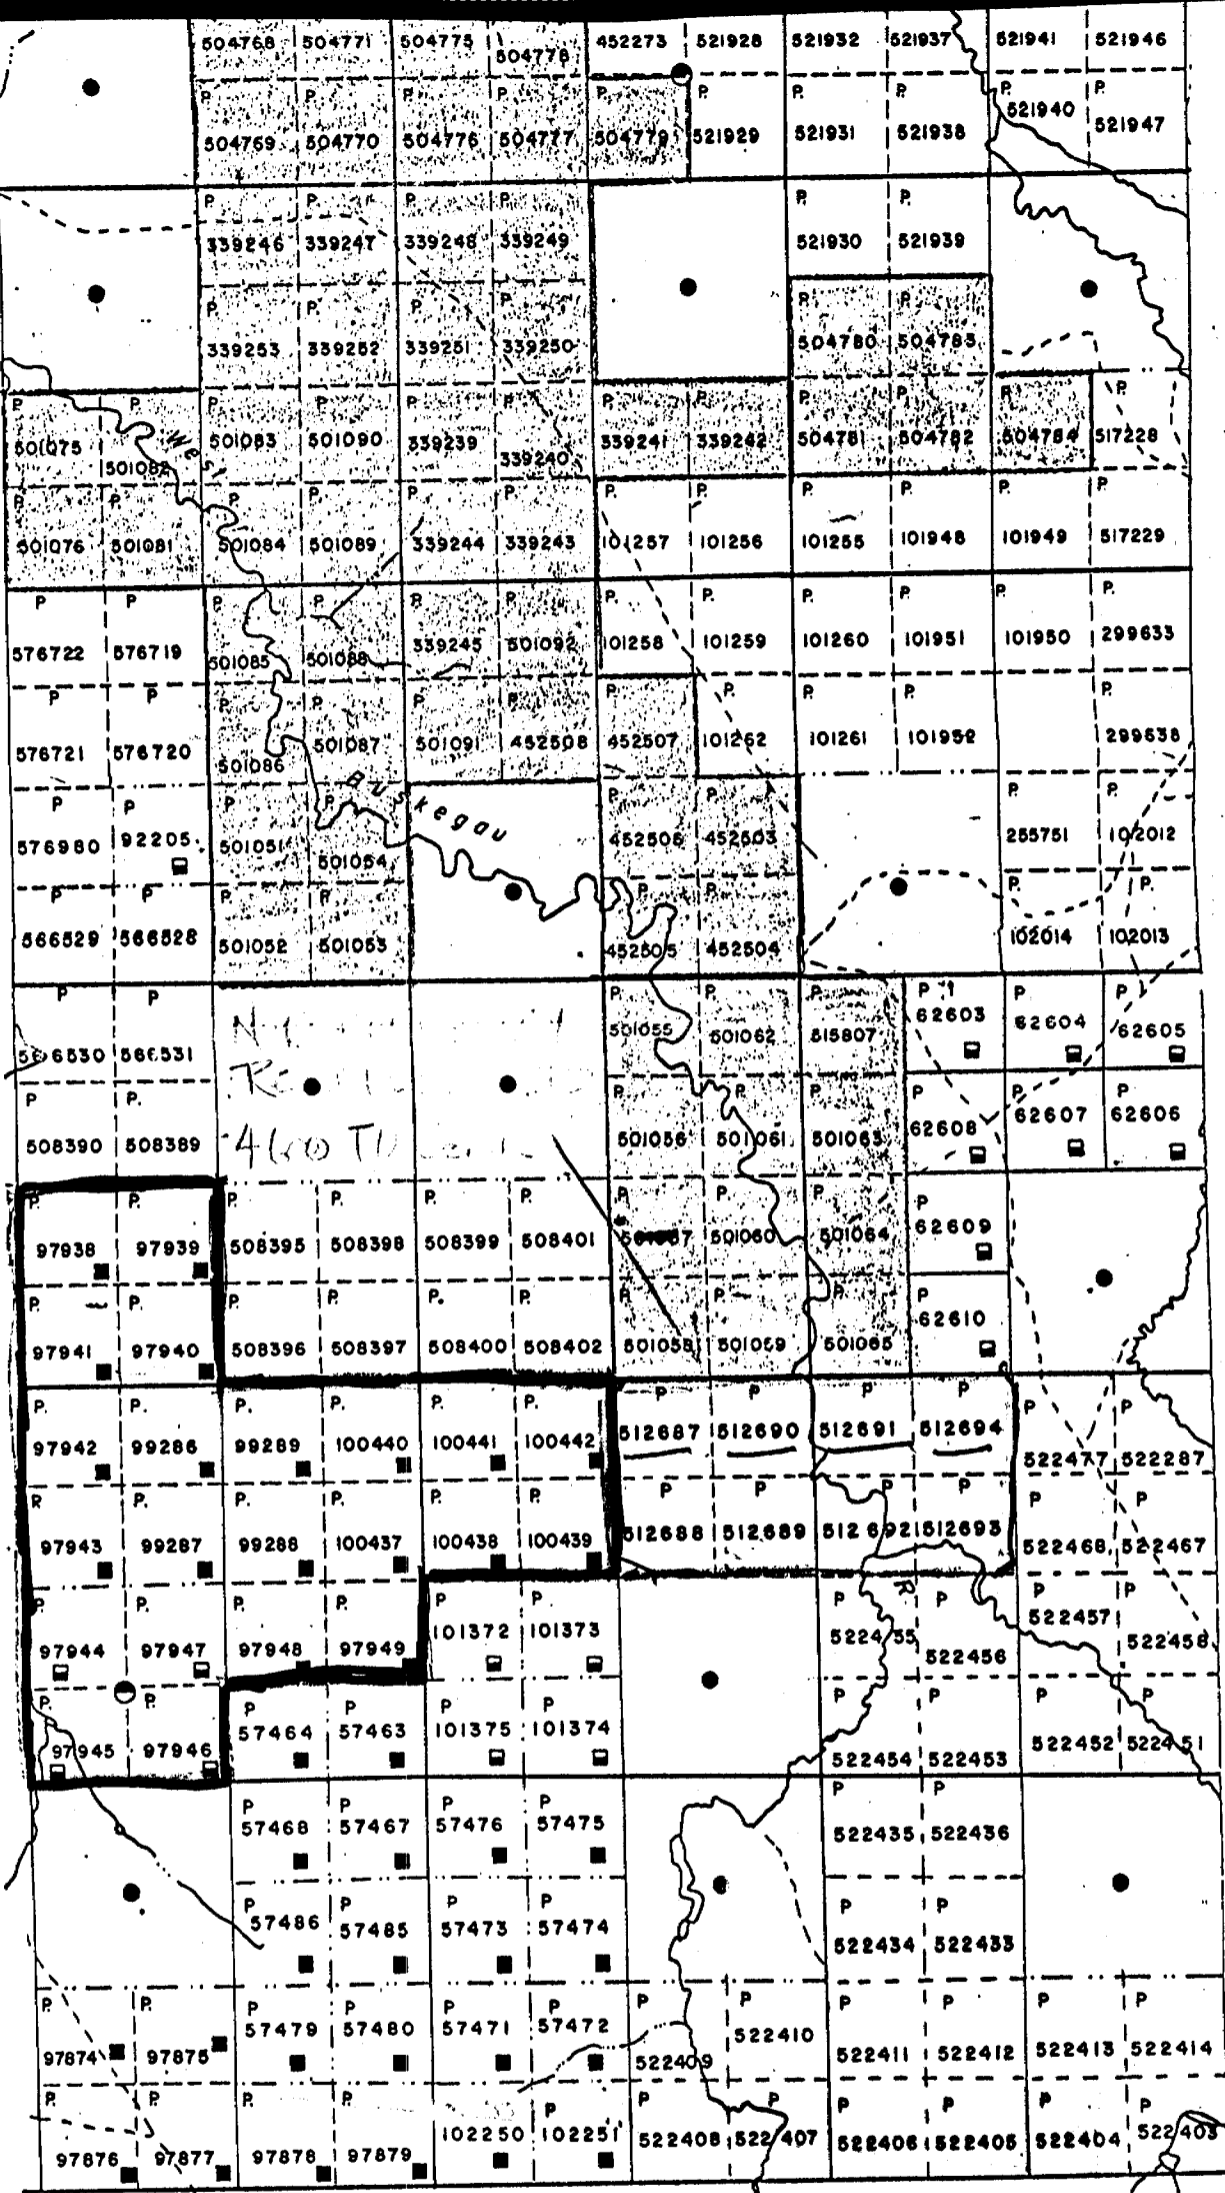 504768 504771 504775 504778 452273 521928 521932 521937 521941 521946
P. P. P. P. P. P. P. P. P. P.
504769 504770 504776 504777 504779 521929 521931 521938 521940 521947
P. P. P. P. P. P.
339246 339247 339248 339249 521930 521939
P. P. P. P. P. P.
339253 339252 339251 339250 504780 504783
P P P. P. P. P. P. P. P. P. P. P.
501075 501082 501083 501090 339239 339240 339241 339242 504781 504782 504784 517228
West
P P. P. P. P. P. P. P. P. P. P.
501076 501081 501084 501089 339244 339243 101257 101256 101255 101948 101949 517229
P P P. P. P. P. P. P. P. P. P. P.
576722 576719 501085 501088 339245 501092 101258 101259 101260 101951 101950 299633
P P P. P. P. P. P. P. P. P. P.
576721 576720 501086 501087 501091 452508 452507 101262 101261 101952 299638
Buskegau
P P P. P. P. P. P.
576980 92205 501051 501054 452506 452503 255751 102012
P P P. P. P. P. P. P.
566529 566528 501052 501053 452505 452504 102014 102013
P P P. P. P. P P P
566530 566531 501055 501062 515807 62603 62604 62605
P P. P. P. P P P
508390 508389 501056 501061 501063 62608 62607 62606
P. P. P. P. P. P. P. P. P. P
97938 97939 508395 508398 508399 508401 501060 501064 62609
P. P. P. P. P. P. P. P. P
97941 97940 508396 508397 508400 508402 501058 501059 501065 62610
P. P. P. P. P. P. P P P P P P
97942 99286 99289 100440 100441 100442 512687 512690 512691 512694 522477 522287
P. P. P. P. P. P P P P P
97943 99287 99288 100437 100438 100439 512688 512689 512692 512693 522468 522467
R
P. P. P. P. P P P P P P
97944 97947 97948 97949 101372 101373 522455 522456 522457 522458
P. P. P P P P P P P P
97945 97946 57464 57463 101375 101374 522454 522453 522452 522451
P P P P P P
57468 57467 57476 57475 522435 522436
P P P P P P
57486 57485 57473 57474 522434 522433
P. P. P P P P P P P P P P
97874 97875 57479 57480 57471 57472 522409 522410 522411 522412 522413 522414
P. P. P. P. P P P P P P P
97876 97877 97878 97879 102250 102251 522408 522407 522406 522405 522404 522403